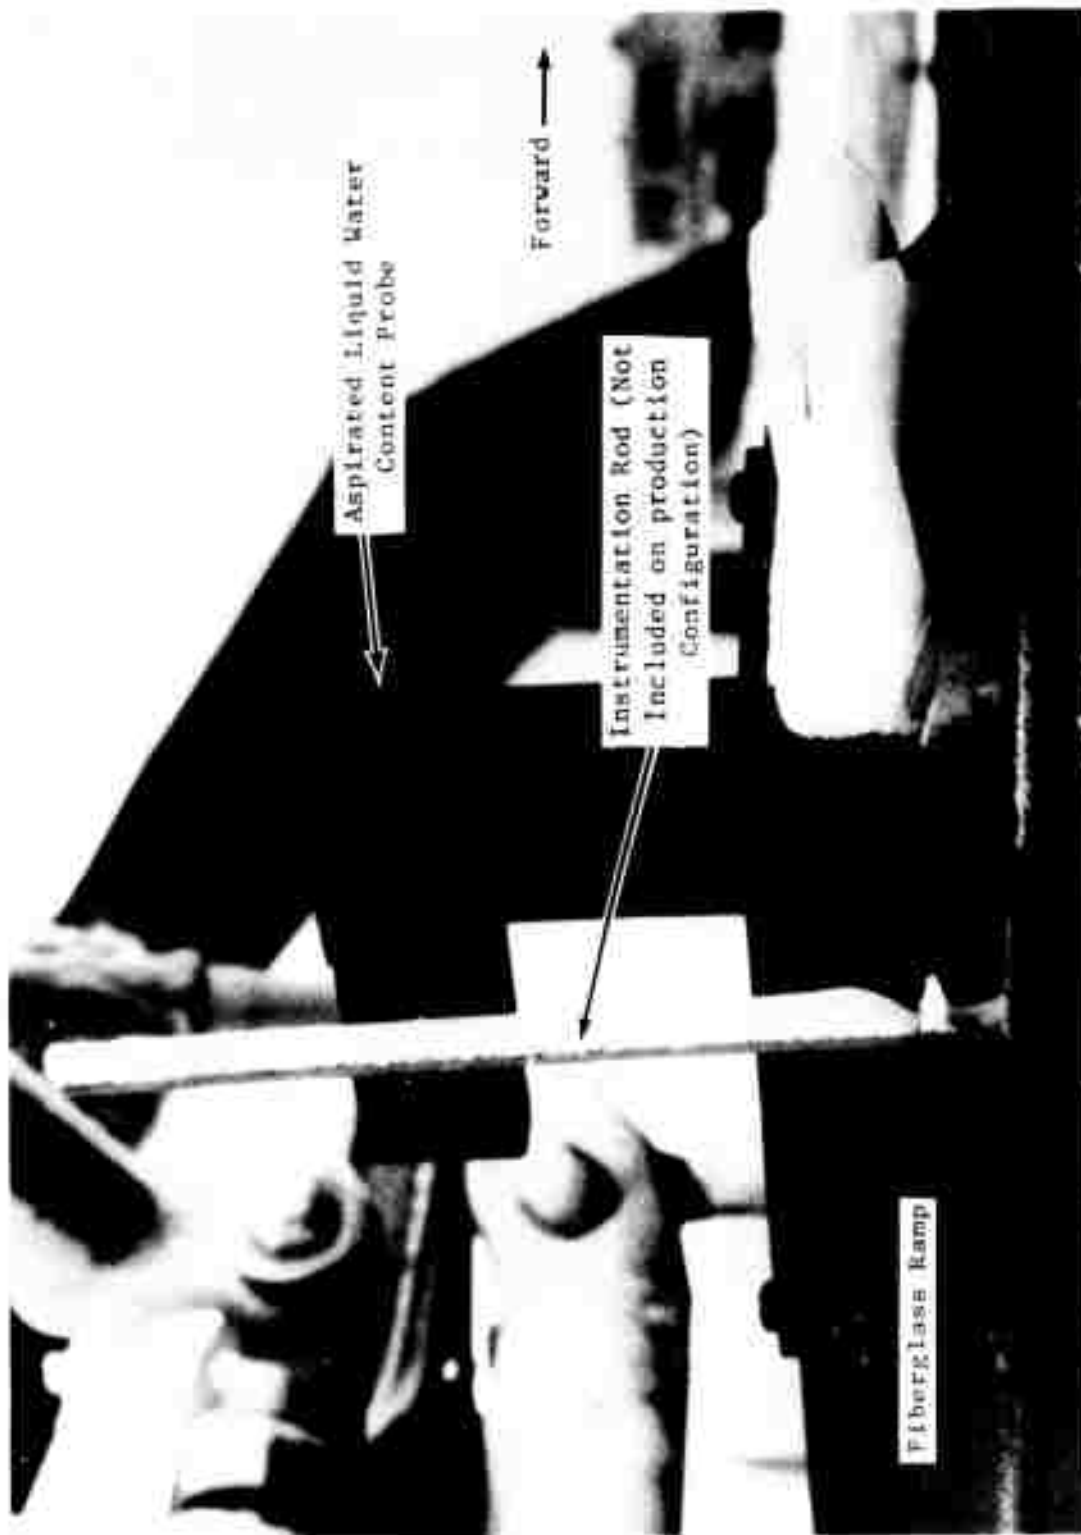 Aspirated Liquid Water
Content Probe
Forward
Instrumentation Rod (Not
Included on production
Configuration)
Fiberglass Ramp